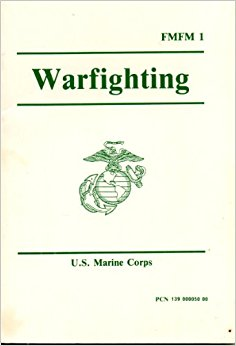 FMFM 1
Warfighting
U.S. Marine Corps
PCN 139 000050 00